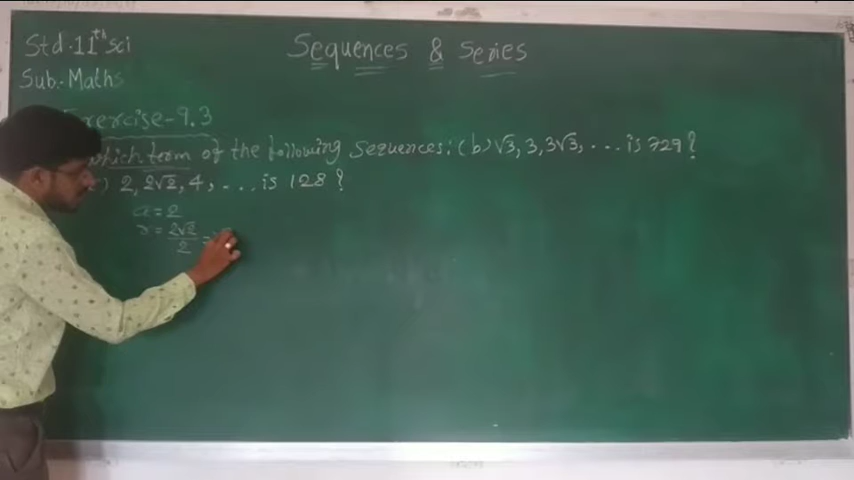 Std-11th sci
Sequences & Series
Sub.-Maths
Exercise-9.3
which term of the following sequences: (b) √3, 3, 3√3, ... is 729?
) 2, 2√2, 4, ... is 128?
a = 2
r = 2√2/2 =